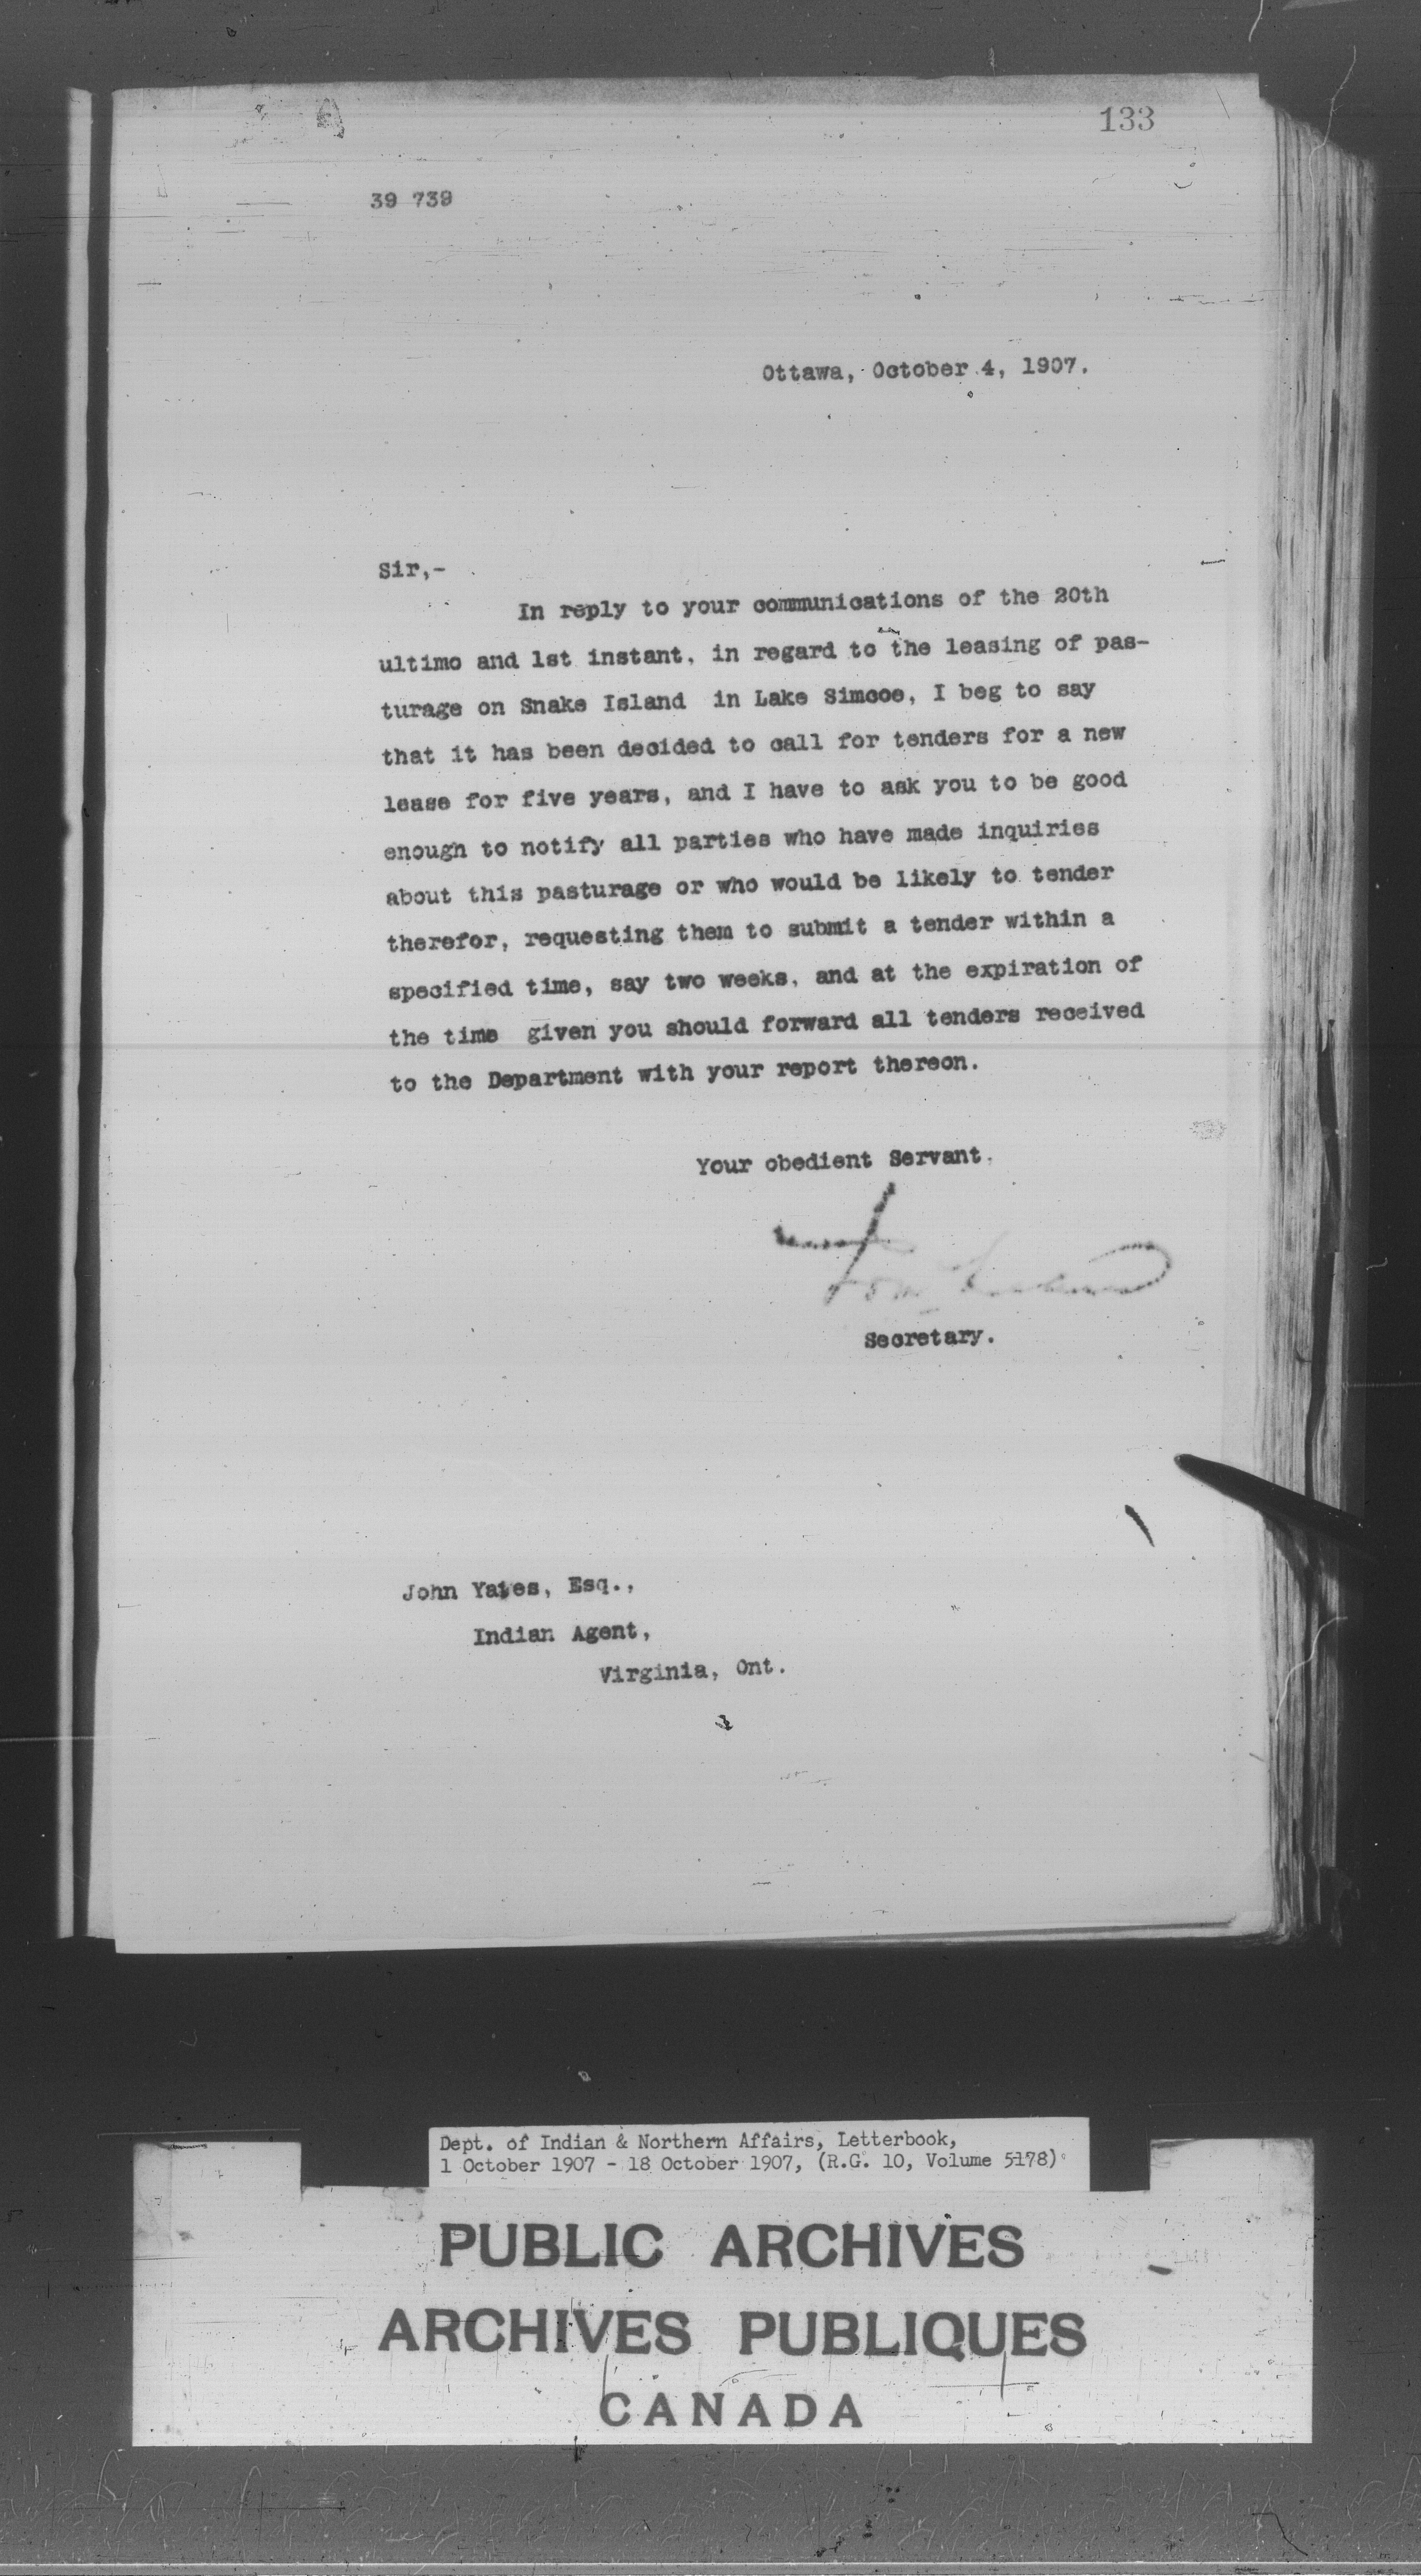 133
39 739
Ottawa, October 4, 1907.
Sir,-
In reply to your communications of the 20th
ultimo and 1st instant, in regard to the leasing of pas-
turage on Snake Island in Lake Simcoe, I beg to say
that it has been decided to call for tenders for a new
lease for five years, and I have to ask you to be good
enough to notify all parties who have made inquiries
about this pasturage or who would be likely to tender
therefor, requesting them to submit a tender within a
specified time, say two weeks, and at the expiration of
the time given you should forward all tenders received
to the Department with your report thereon.
Your obedient Servant.
Secretary.
John Yates, Esq.,
Indian Agent,
Virginia, Ont.
Dept. of Indian & Northern Affairs, Letterbook,
1 October 1907 - 18 October 1907, (R.G. 10, Volume 5178)
PUBLIC ARCHIVES
ARCHIVES PUBLIQUES
CANADA